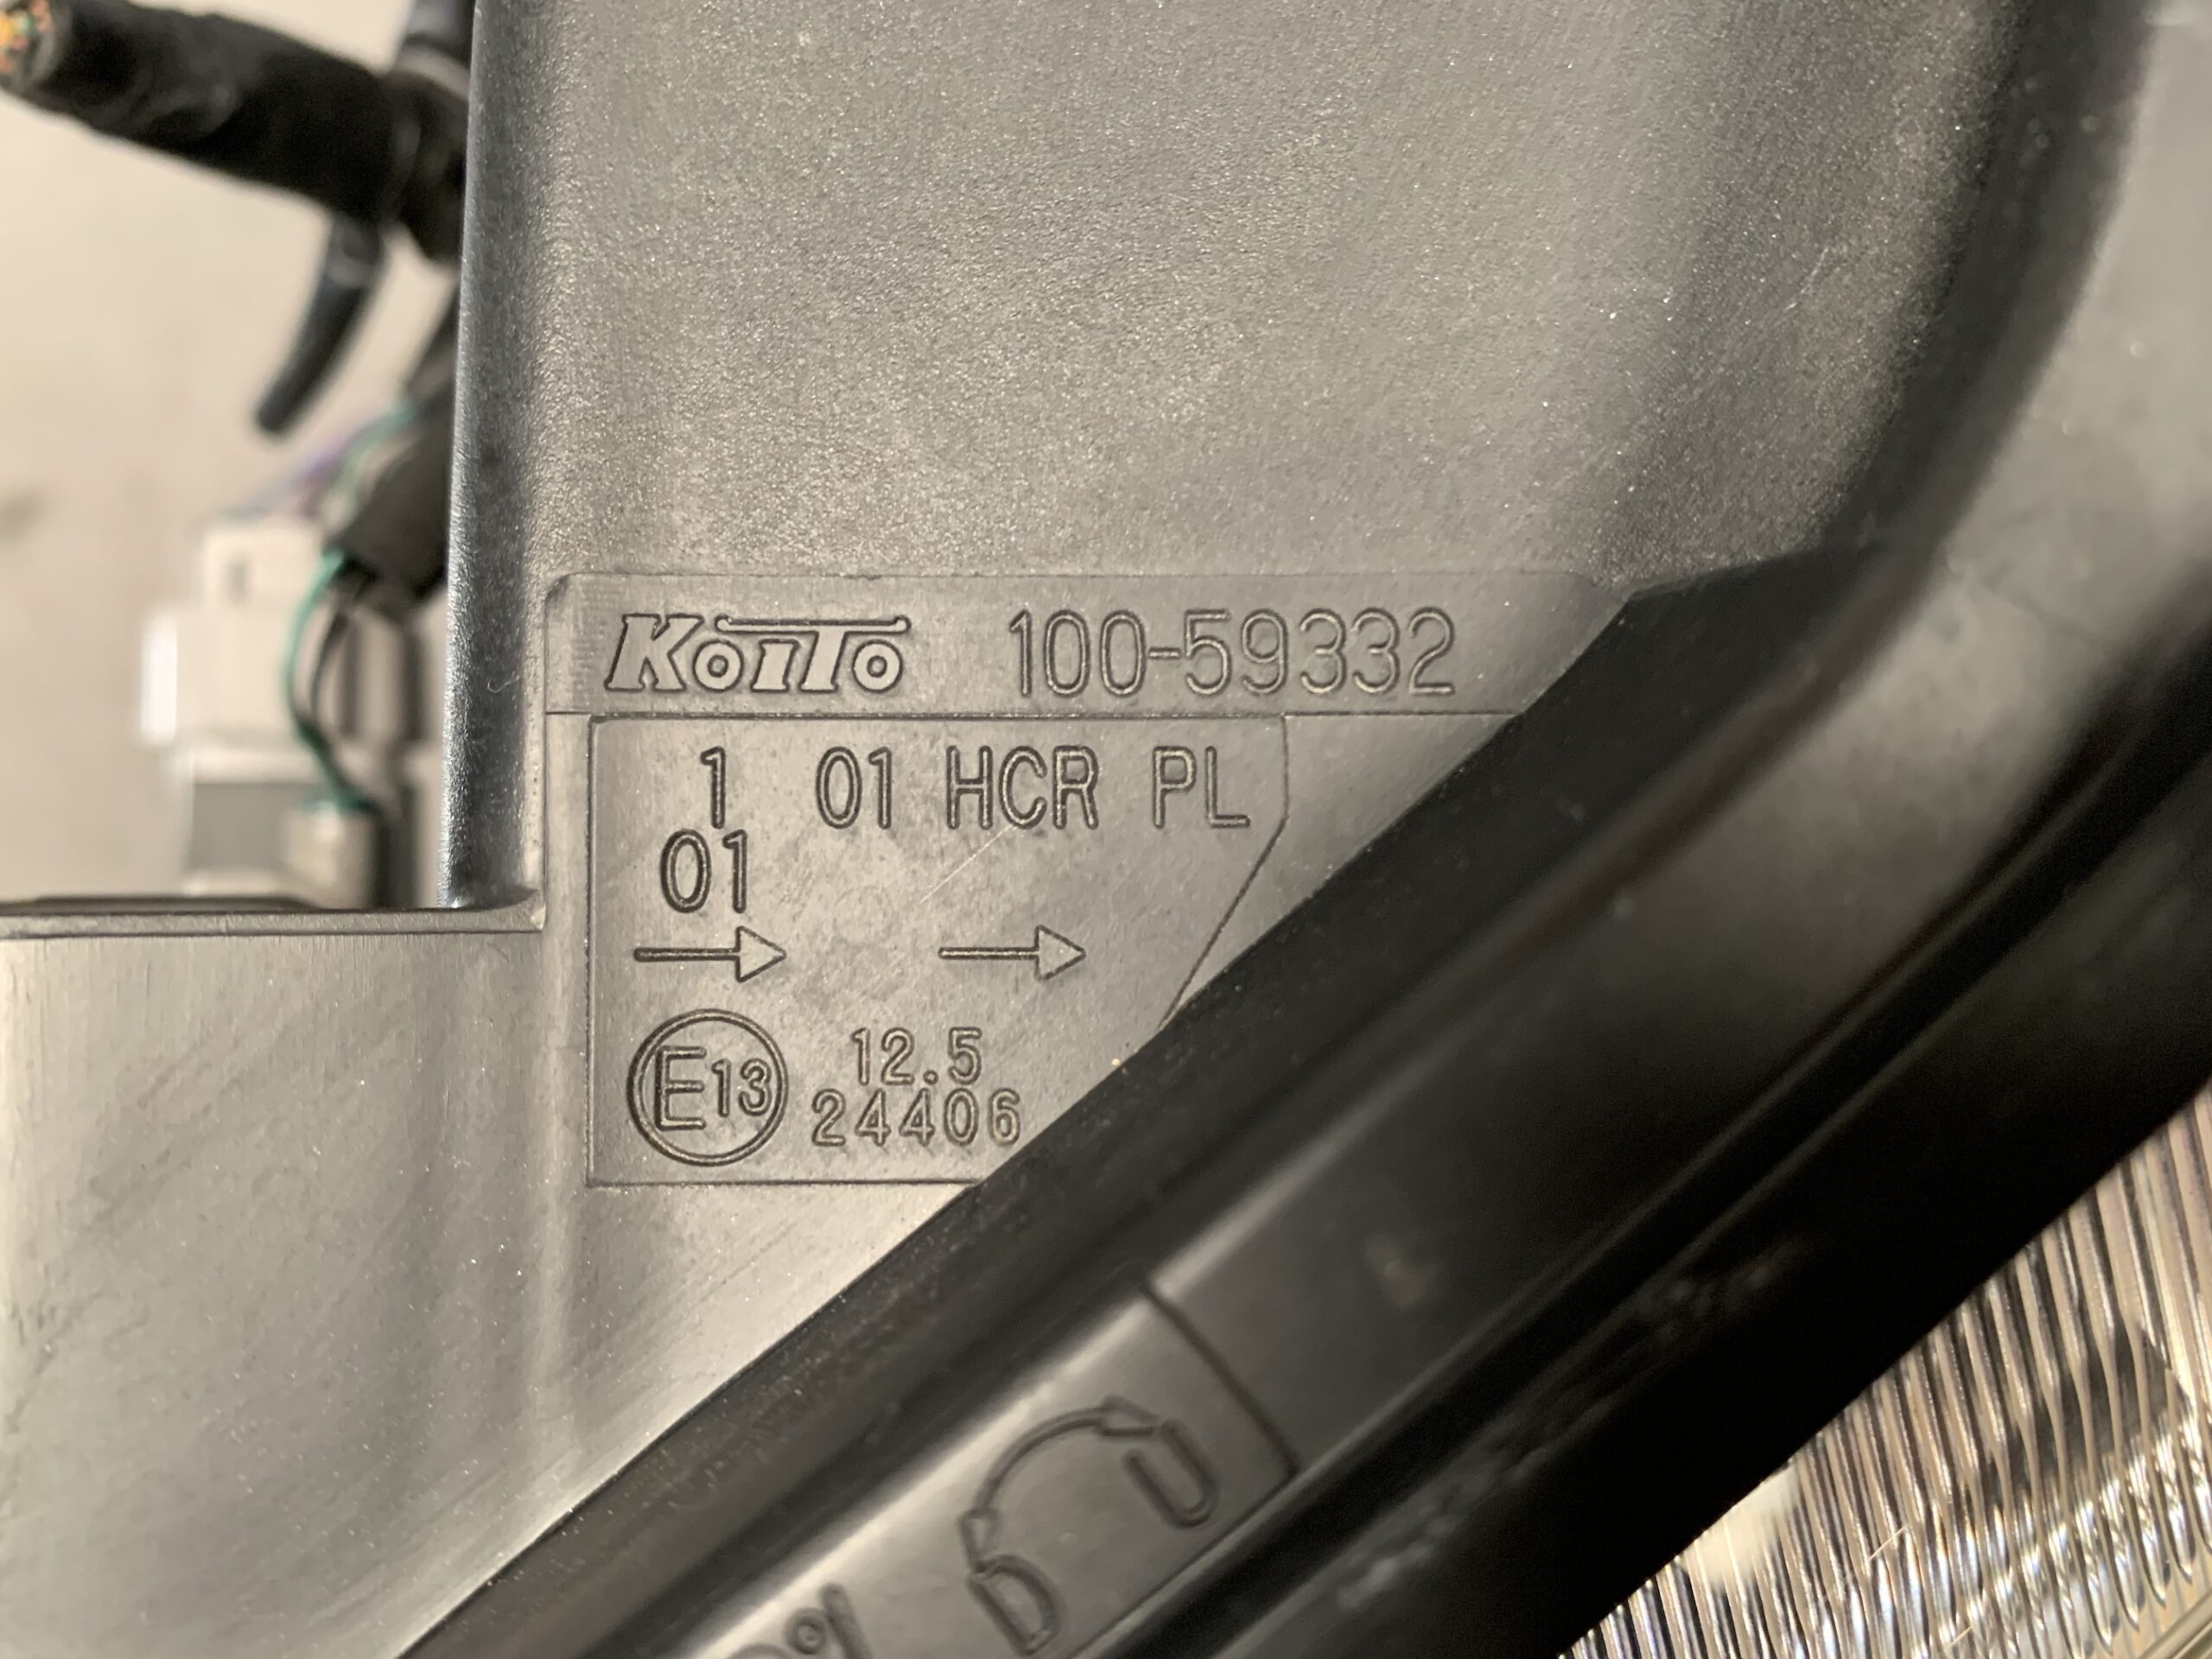 KoiTo 100-59332
1 01 HCR PL
01
→ →
E13 12.5
24406
%